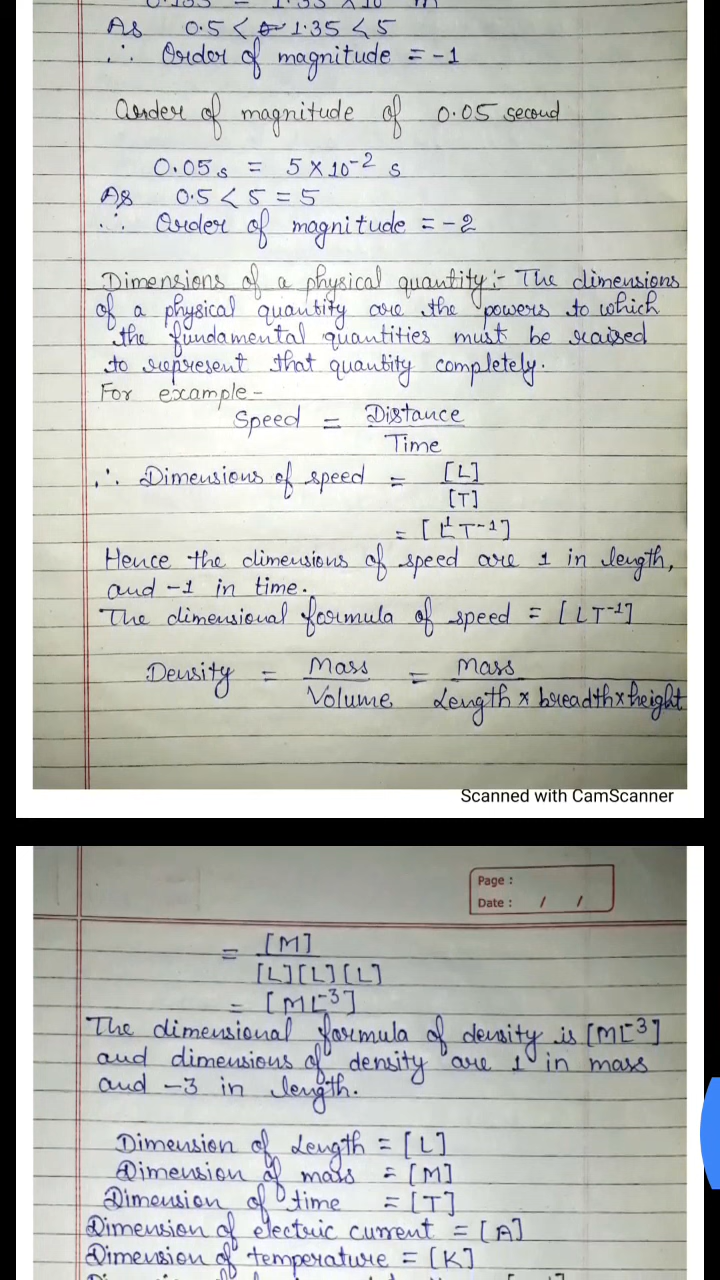 0.135 = 1.35 × 10 m
As 0.5 < 1.35 < 5
∴ Order of magnitude = -1
Order of magnitude of 0.05 second
0.05 s = 5 × 10⁻² s
As 0.5 < 5 = 5
∴ Order of magnitude = -2
Dimensions of a physical quantity :- The dimensions
of a physical quantity are the powers to which
the fundamental quantities must be raised
to represent that quantity completely.
For example -
Speed = Distance
Time
∴ Dimensions of speed = [L]
[T]
= [L¹T⁻¹]
Hence the dimensions of speed are 1 in length,
and -1 in time.
The dimensional formula of speed = [LT⁻¹]
Density = Mass = Mass
Volume Length × breadth × height
Scanned with CamScanner
Page :
Date : / /
= [M]
[L][L][L]
= [ML⁻³]
The dimensional formula of density is [ML⁻³]
and dimensions of density are 1 in mass
and -3 in length.
Dimension of Length = [L]
Dimension of mass = [M]
Dimension of time = [T]
Dimension of electric current = [A]
Dimension of temperature = [K]